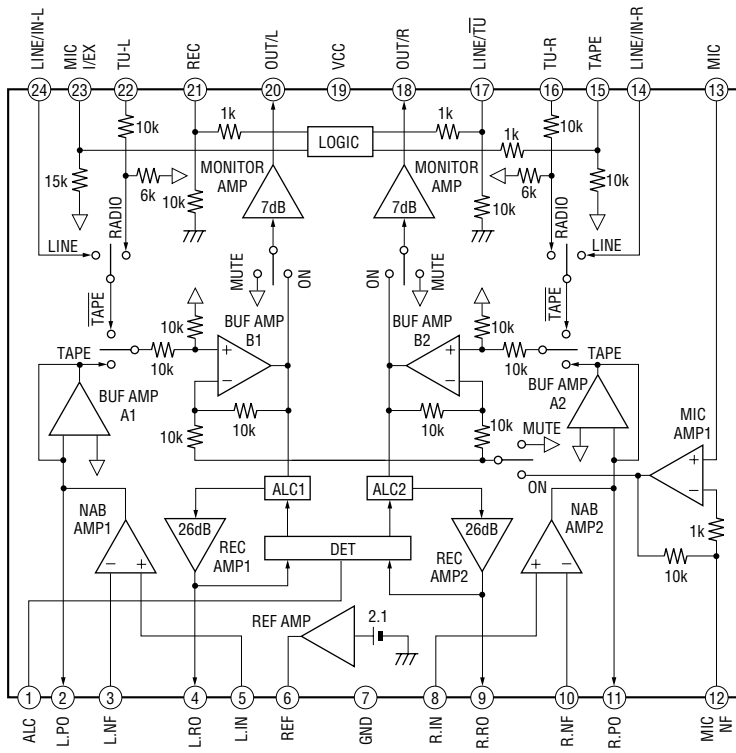 LINE/IN-L
MIC
I/EX
TU-L
REC
OUT/L
VCC
OUT/R
LINE/TU
TU-R
TAPE
LINE/IN-R
MIC
24
23
22
21
20
19
18
17
16
15
14
13
10k
1k
1k
10k
LOGIC
1k
15k
6k
10k
MONITOR
AMP
MONITOR
AMP
6k
10k
7dB
7dB
10k
RADIO
RADIO
LINE
MUTE
ON
ON
MUTE
LINE
TAPE
TAPE
10k
BUF AMP
B1
BUF AMP
B2
10k
TAPE
10k
+
+
10k
TAPE
BUF AMP
A1
−
−
BUF AMP
A2
10k
10k
10k
10k
MUTE
MIC
AMP1
+
−
ON
ALC1
ALC2
NAB
AMP1
26dB
26dB
NAB
AMP2
1k
REC
AMP1
DET
REC
AMP2
10k
−
+
+
−
REF AMP
2.1
1
2
3
4
5
6
7
8
9
10
11
12
ALC
L.PO
L.NF
L.RO
L.IN
REF
GND
R.IN
R.RO
R.NF
R.PO
MIC
NF